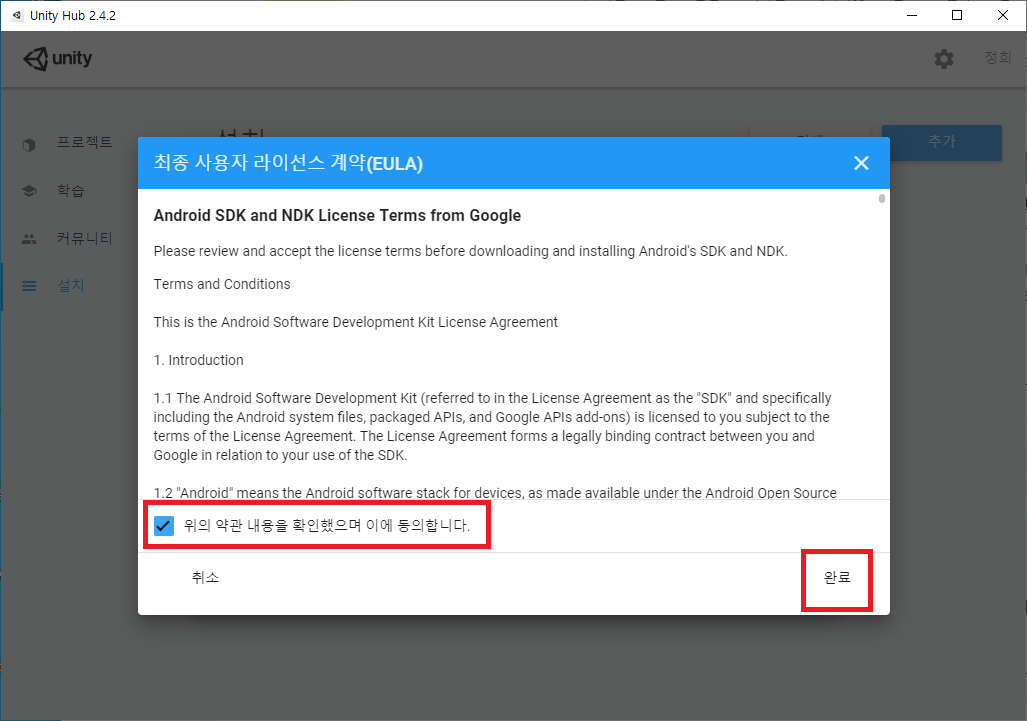 Unity Hub 2.4.2
unity
정희
프로젝트
학습
커뮤니티
설치
설치
추가
최종 사용자 라이선스 계약(EULA)
Android SDK and NDK License Terms from Google
Please review and accept the license terms before downloading and installing Android's SDK and NDK.
Terms and Conditions
This is the Android Software Development Kit License Agreement
1. Introduction
1.1 The Android Software Development Kit (referred to in the License Agreement as the "SDK" and specifically
including the Android system files, packaged APIs, and Google APIs add-ons) is licensed to you subject to the
terms of the License Agreement. The License Agreement forms a legally binding contract between you and
Google in relation to your use of the SDK.
1.2 "Android" means the Android software stack for devices, as made available under the Android Open Source
위의 약관 내용을 확인했으며 이에 동의합니다.
취소
완료